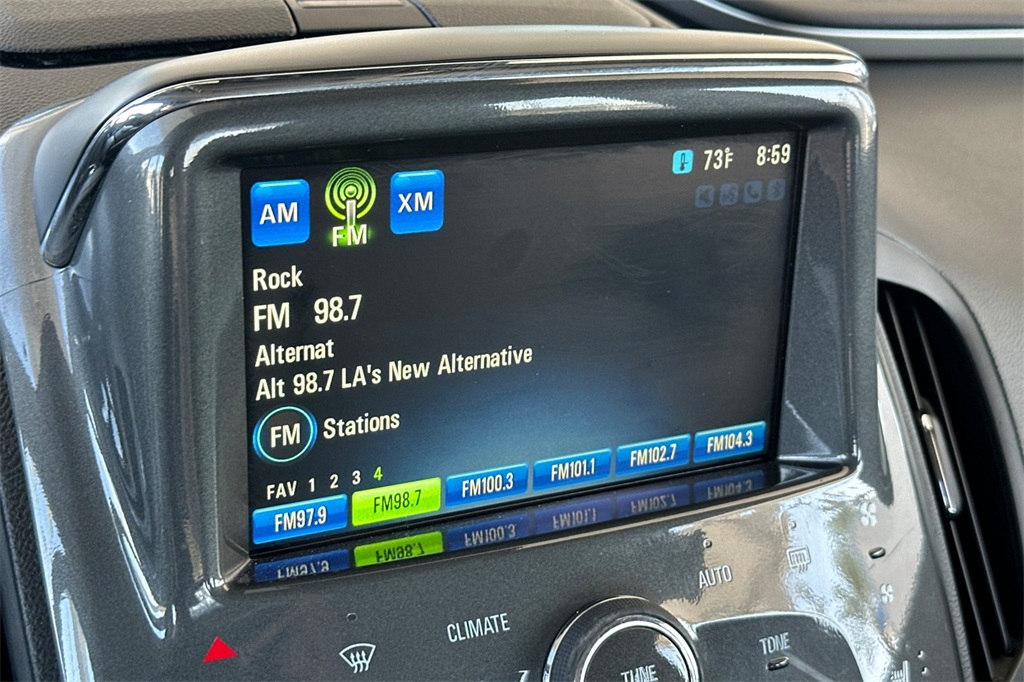 AM FM XM 73°F 8:59
Rock
FM 98.7
Alternat
Alt 98.7 LA's New Alternative
FM Stations
FAV 1 2 3 4
FM97.9 FM98.7 FM100.3 FM101.1 FM102.7 FM104.3
AUTO
CLIMATE
TONE
TUNE